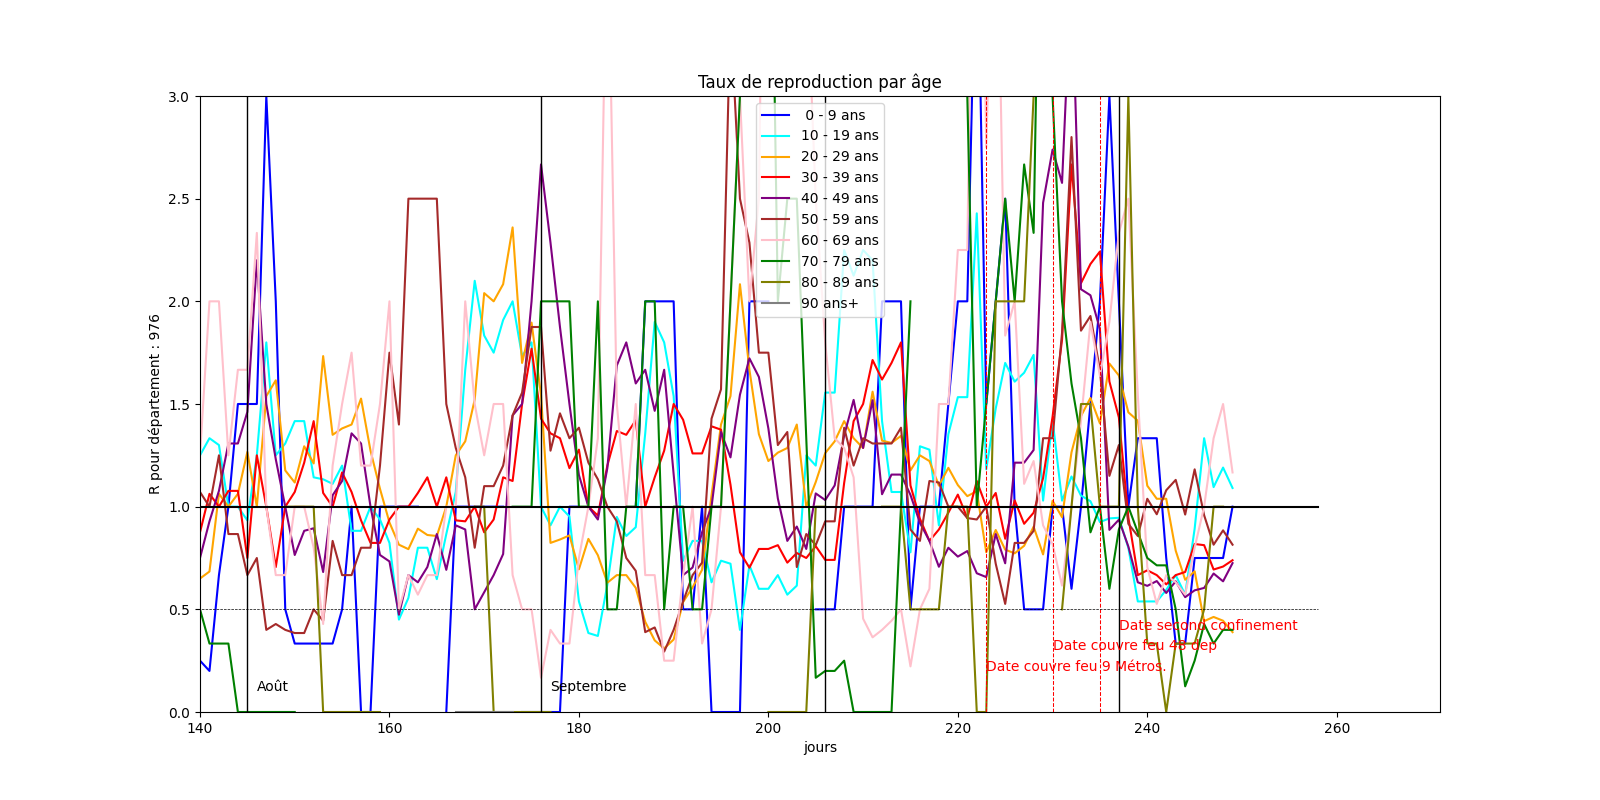 Taux de reproduction par âge
R pour département : 976
3.0
2.5
2.0
1.5
1.0
0.5
0.0
0 - 9 ans
10 - 19 ans
20 - 29 ans
30 - 39 ans
40 - 49 ans
50 - 59 ans
60 - 69 ans
70 - 79 ans
80 - 89 ans
90 ans+
Date second confinement
Date couvre feu 48 dep
Date couvre feu 9 Métros.
Août
Septembre
140 160 180 200 220 240 260
jours